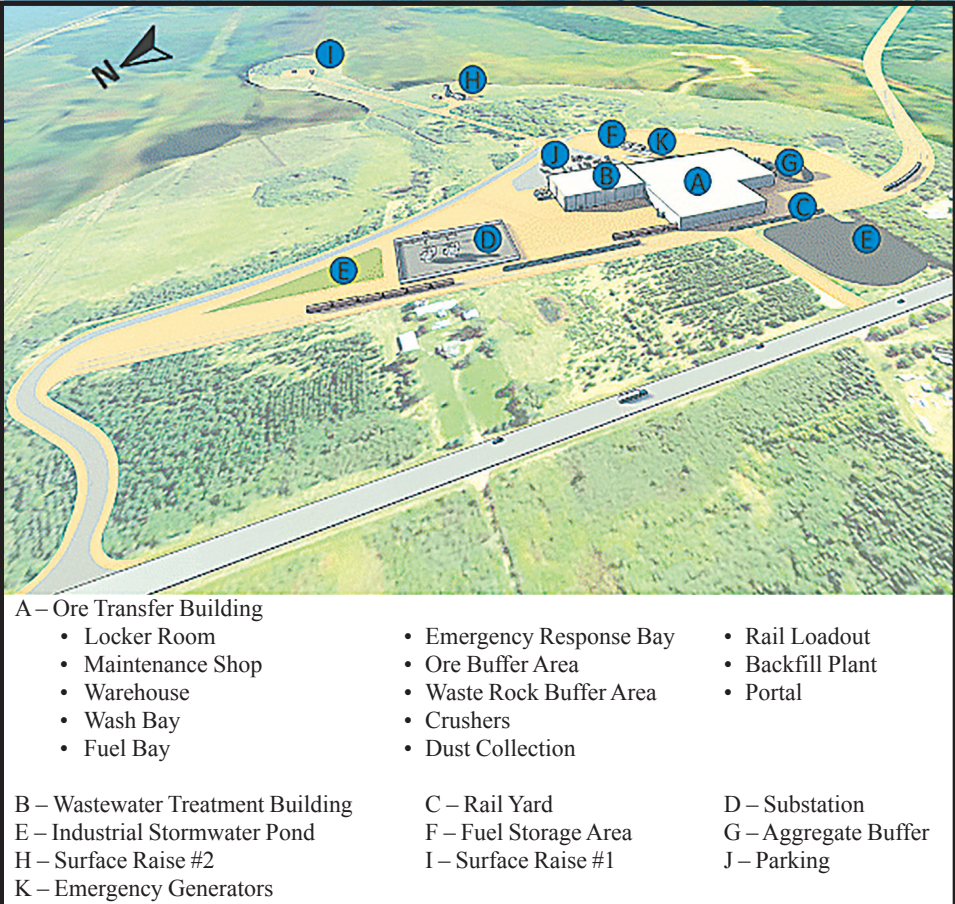 N
I
H
F
K
J
B
A
G
C
E
D
E
A – Ore Transfer Building
• Locker Room
• Maintenance Shop
• Warehouse
• Wash Bay
• Fuel Bay
• Emergency Response Bay
• Ore Buffer Area
• Waste Rock Buffer Area
• Crushers
• Dust Collection
• Rail Loadout
• Backfill Plant
• Portal
B – Wastewater Treatment Building C – Rail Yard D – Substation
E – Industrial Stormwater Pond F – Fuel Storage Area G – Aggregate Buffer
H – Surface Raise #2 I – Surface Raise #1 J – Parking
K – Emergency Generators